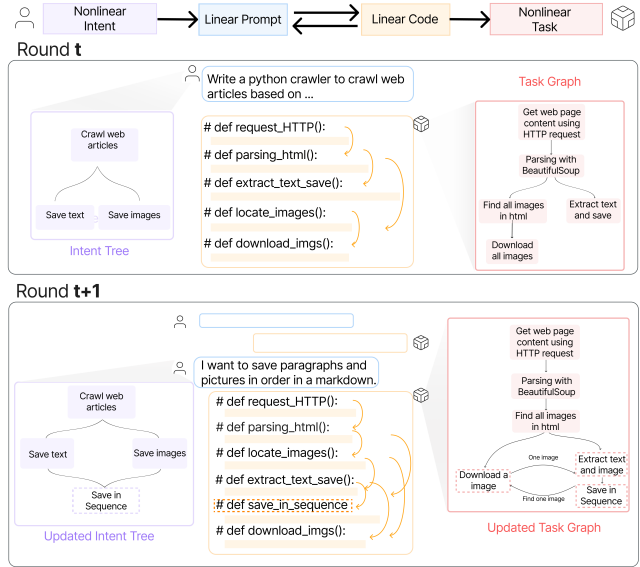 Nonlinear
Intent
Linear Prompt
Linear Code
Nonlinear
Task
Round t
Write a python crawler to crawl web
articles based on ...
Task Graph
Crawl web
articles
Save text
Save images
Intent Tree
# def request_HTTP():
# def parsing_html():
# def extract_text_save():
# def locate_images():
# def download_imgs():
Get web page
content using
HTTP request
Parsing with
BeautifulSoup
Find all images
in html
Extract text
and save
Download
all images
Round t+1
I want to save paragraphs and
pictures in order in a markdown.
Crawl web
articles
Save text
Save images
Save in
Sequence
Updated Intent Tree
# def request_HTTP():
# def parsing_html():
# def locate_images():
# def extract_text_save():
# def save_in_sequence
# def download_imgs():
Get web page
content using
HTTP request
Parsing with
BeautifulSoup
Find all images
in html
One image
Extract text
and image
Download a
image
Find one image
Save in
Sequence
Updated Task Graph